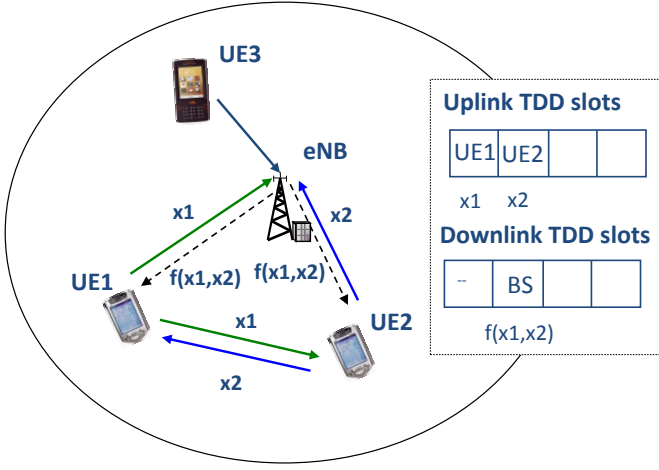 UE3
eNB
x1
x2
f(x1,x2)
f(x1,x2)
UE1
UE2
x1
x2
Uplink TDD slots
UE1 UE2
x1 x2
Downlink TDD slots
-- BS
f(x1,x2)